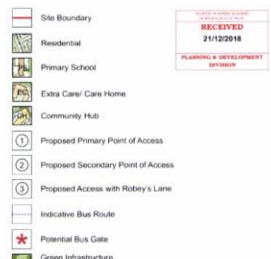 Site Boundary
RECEIVED
Residential
21/12/2018
PLANNING & DEVELOPMENT
DIVISION
Primary School
Extra Care/ Care Home
Community Hub
1
Proposed Primary Point of Access
2
Proposed Secondary Point of Access
3
Proposed Access with Robey's Lane
Indicative Bus Route
Potential Bus Gate
Green Infrastructure